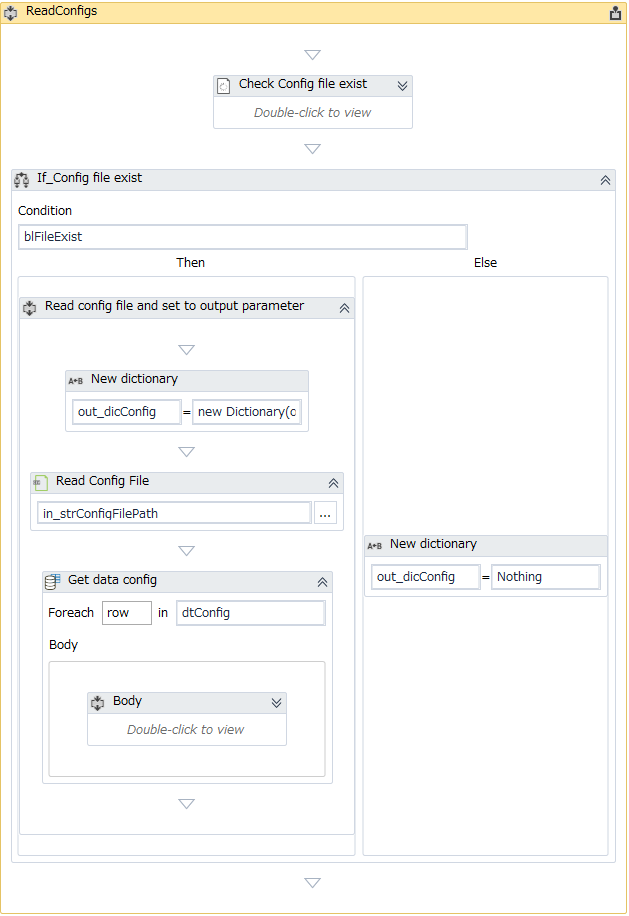 ReadConfigs
Check Config file exist
Double-click to view
If_Config file exist
Condition
blFileExist
Then
Else
Read config file and set to output parameter
A+B New dictionary
out_dicConfig = new Dictionary(o
Read Config File
in_strConfigFilePath ...
Get data config
Foreach row in dtConfig
Body
Body
Double-click to view
A+B New dictionary
out_dicConfig = Nothing